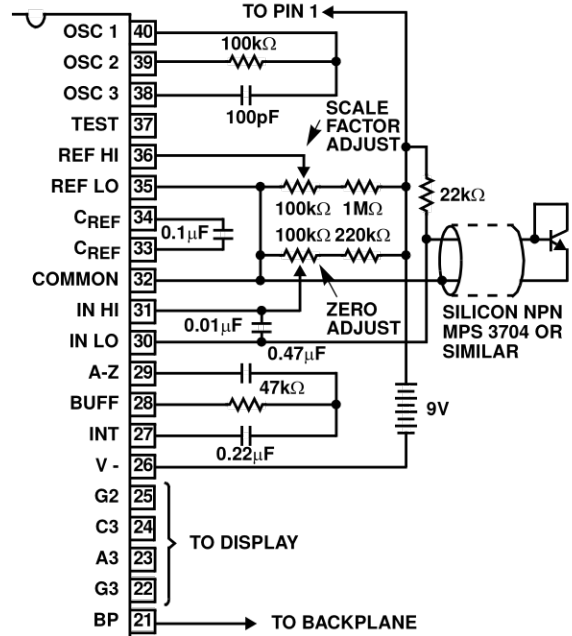 TO PIN 1
OSC 1 40
100kΩ
OSC 2 39
OSC 3 38
100pF
TEST 37
SCALE
FACTOR
ADJUST
REF HI 36
REF LO 35
22kΩ
100kΩ 1MΩ
CREF 34
0.1µF
100kΩ 220kΩ
CREF 33
COMMON 32
IN HI 31
0.01µF
ZERO
ADJUST
SILICON NPN
MPS 3704 OR
SIMILAR
IN LO 30
0.47µF
A-Z 29
47kΩ
BUFF 28
9V
INT 27
0.22µF
V - 26
G2 25
C3 24
TO DISPLAY
A3 23
G3 22
BP 21
TO BACKPLANE